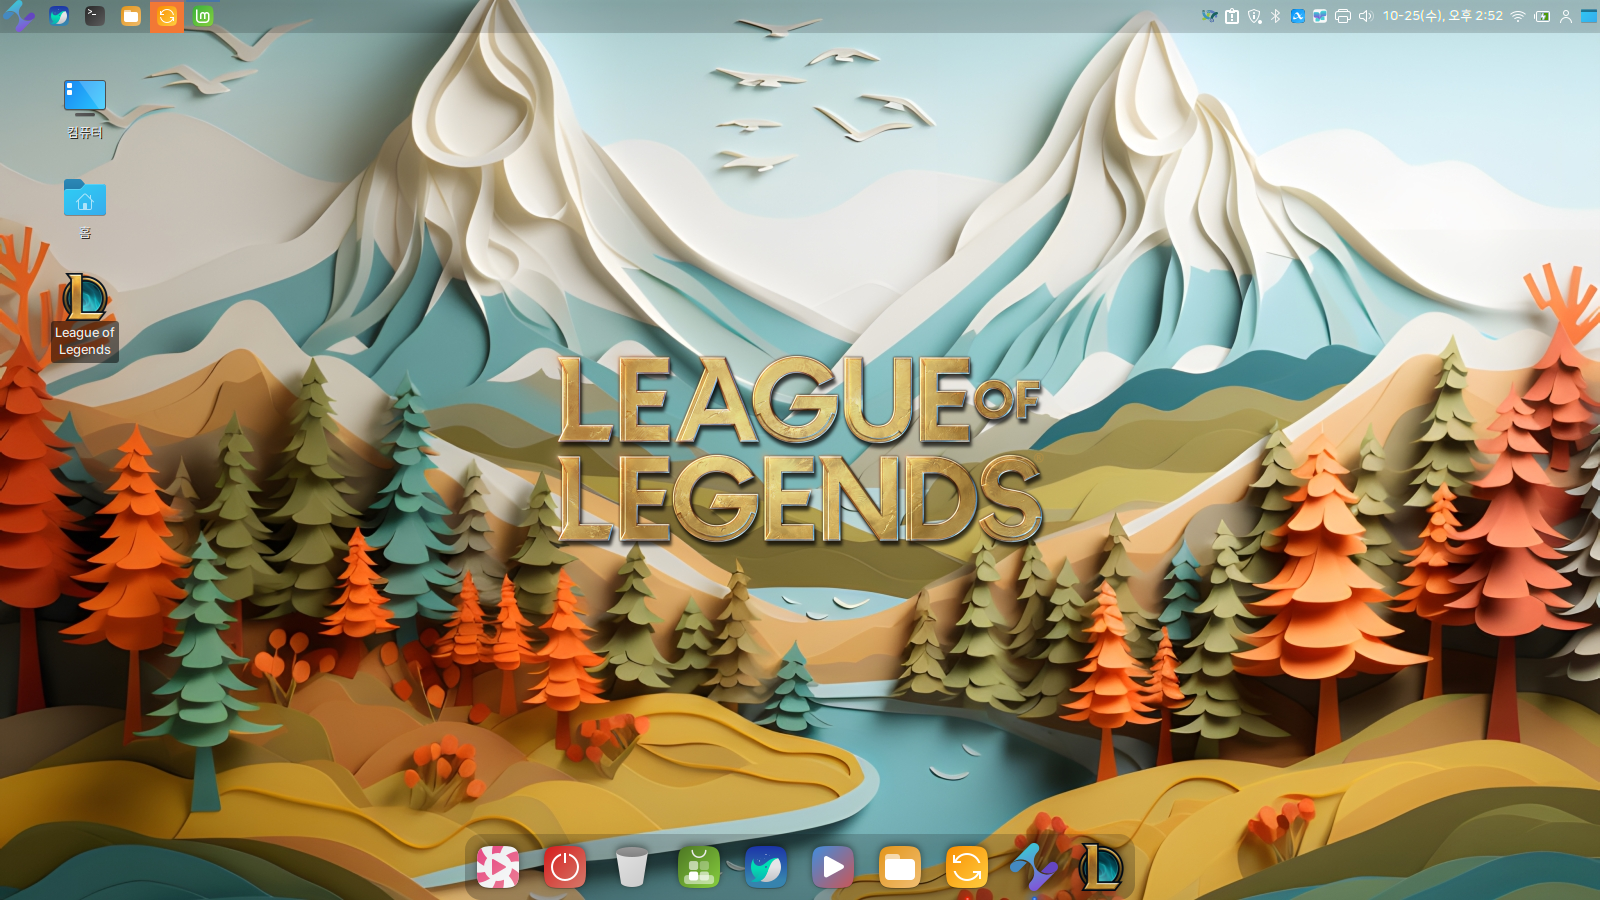 10-25(수), 오후 2:52
컴퓨터
홈
League of
Legends
LEAGUE OF
LEGENDS